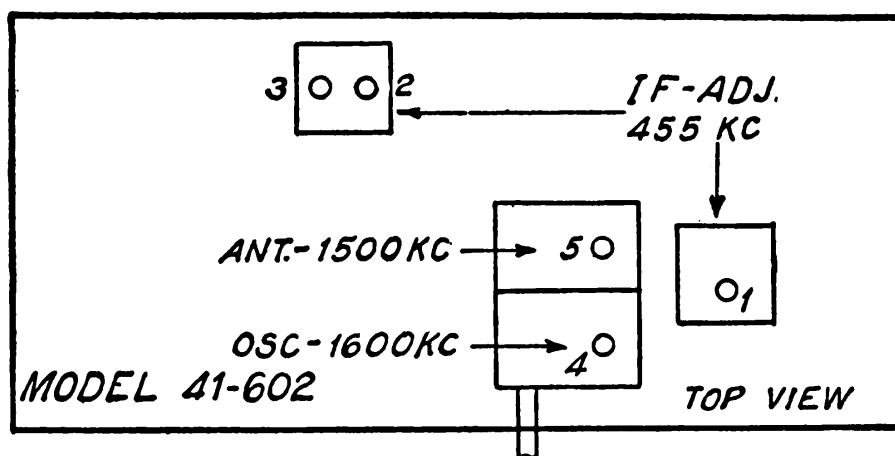 3 2
IF-ADJ.
455 KC
ANT.-1500KC 5
1
OSC-1600KC 4
MODEL 41-602
TOP VIEW